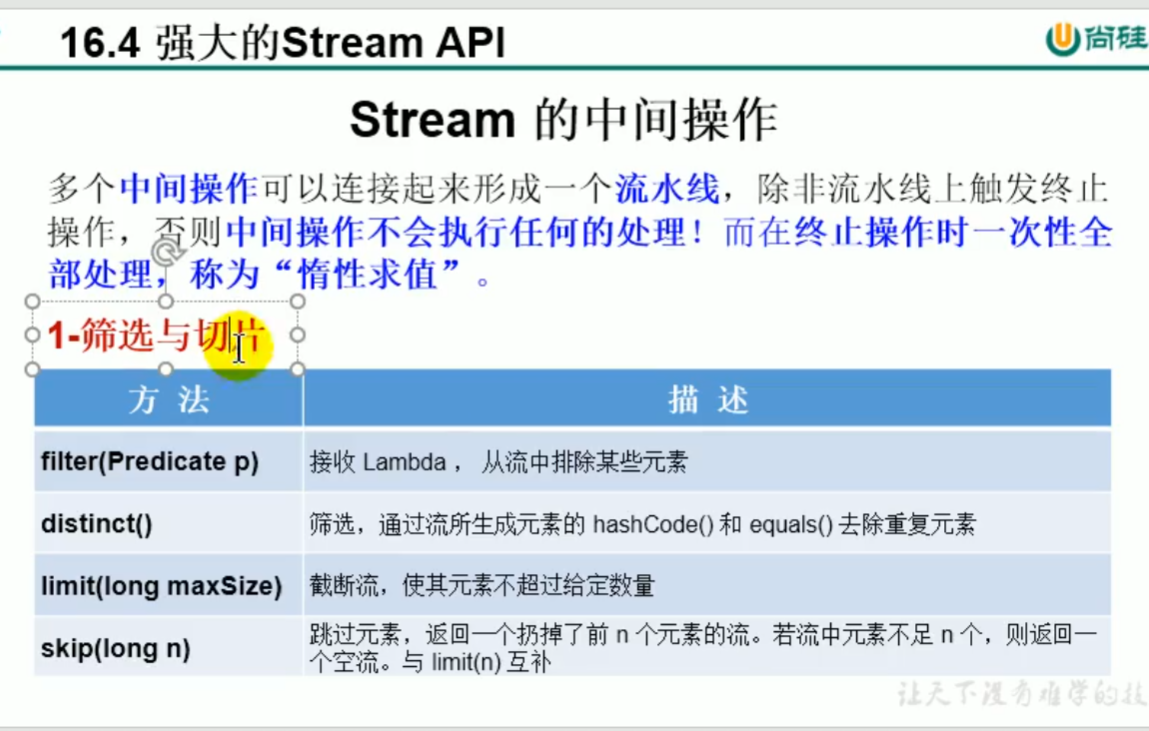 16.4 强大的Stream API
尚硅
Stream 的中间操作
多个中间操作可以连接起来形成一个流水线，除非流水线上触发终止
操作，否则中间操作不会执行任何的处理！而在终止操作时一次性全
部处理，称为“惰性求值”。
1-筛选与切片
方 法
描 述
filter(Predicate p)
接收 Lambda ， 从流中排除某些元素
distinct()
筛选，通过流所生成元素的 hashCode() 和 equals() 去除重复元素
limit(long maxSize)
截断流，使其元素不超过给定数量
skip(long n)
跳过元素，返回一个扔掉了前 n 个元素的流。若流中元素不足 n 个，则返回一
个空流。与 limit(n) 互补
让天下没有难学的技